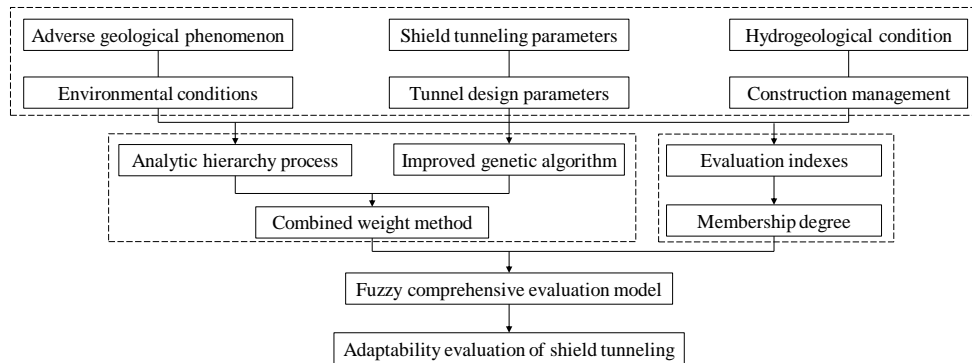 Adverse geological phenomenon
Shield tunneling parameters
Hydrogeological condition
Environmental conditions
Tunnel design parameters
Construction management
Analytic hierarchy process
Improved genetic algorithm
Evaluation indexes
Combined weight method
Membership degree
Fuzzy comprehensive evaluation model
Adaptability evaluation of shield tunneling